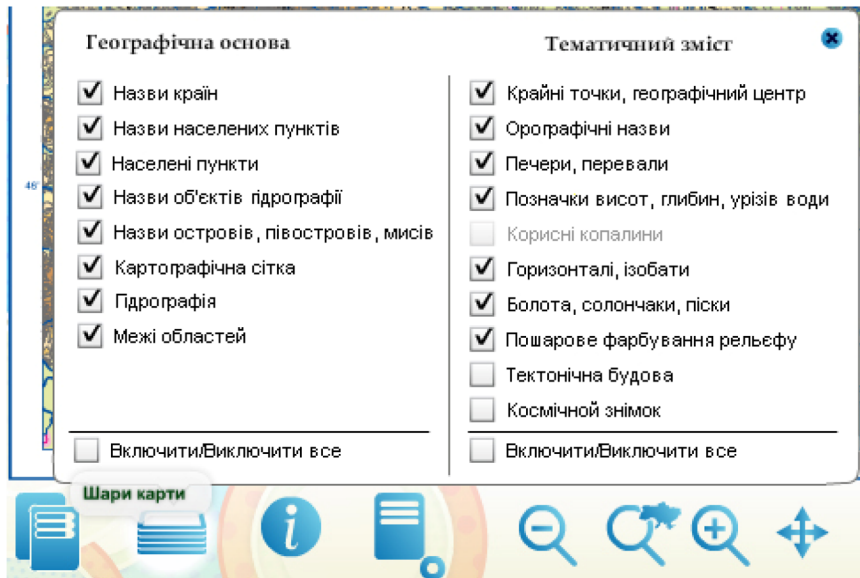 Географічна основа
Назви країн
Назви населених пунктів
Населені пункти
Назви об'єктів гідрографії
Назви островів, півостровів, мисів
Картографічна сітка
Гідрографія
Межі областей
Включити/Виключити все
Тематичний зміст
Крайні точки, географічний центр
Орографічні назви
Печери, перевали
Позначки висот, глибин, урізів води
Корисні копалини
Горизонталі, ізобати
Болота, солончаки, піски
Пошарове фарбування рельєфу
Тектонічна будова
Космічной знімок
Включити/Виключити все
46°
Шари карти